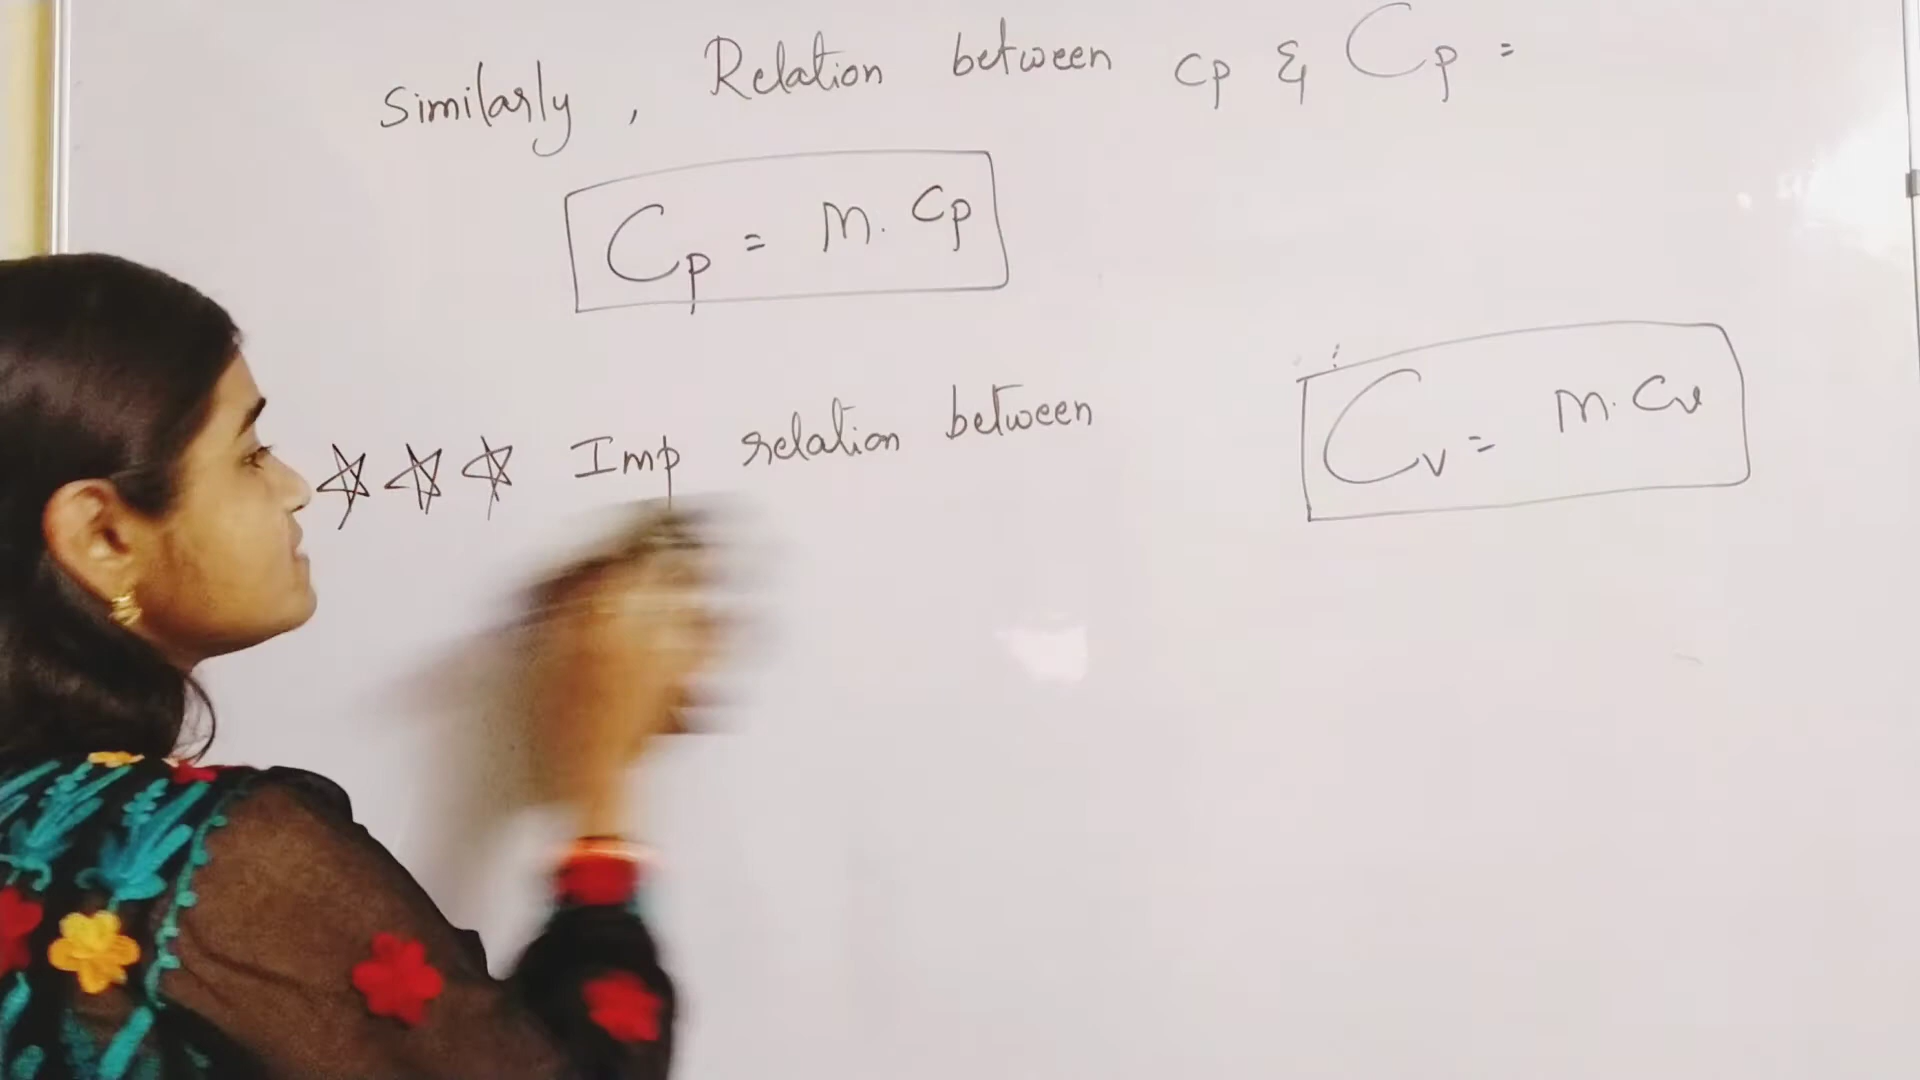 Similarly, Relation between cp & Cp =
Cp = M. Cp
*** Imp relation between
Cv = M. Cv